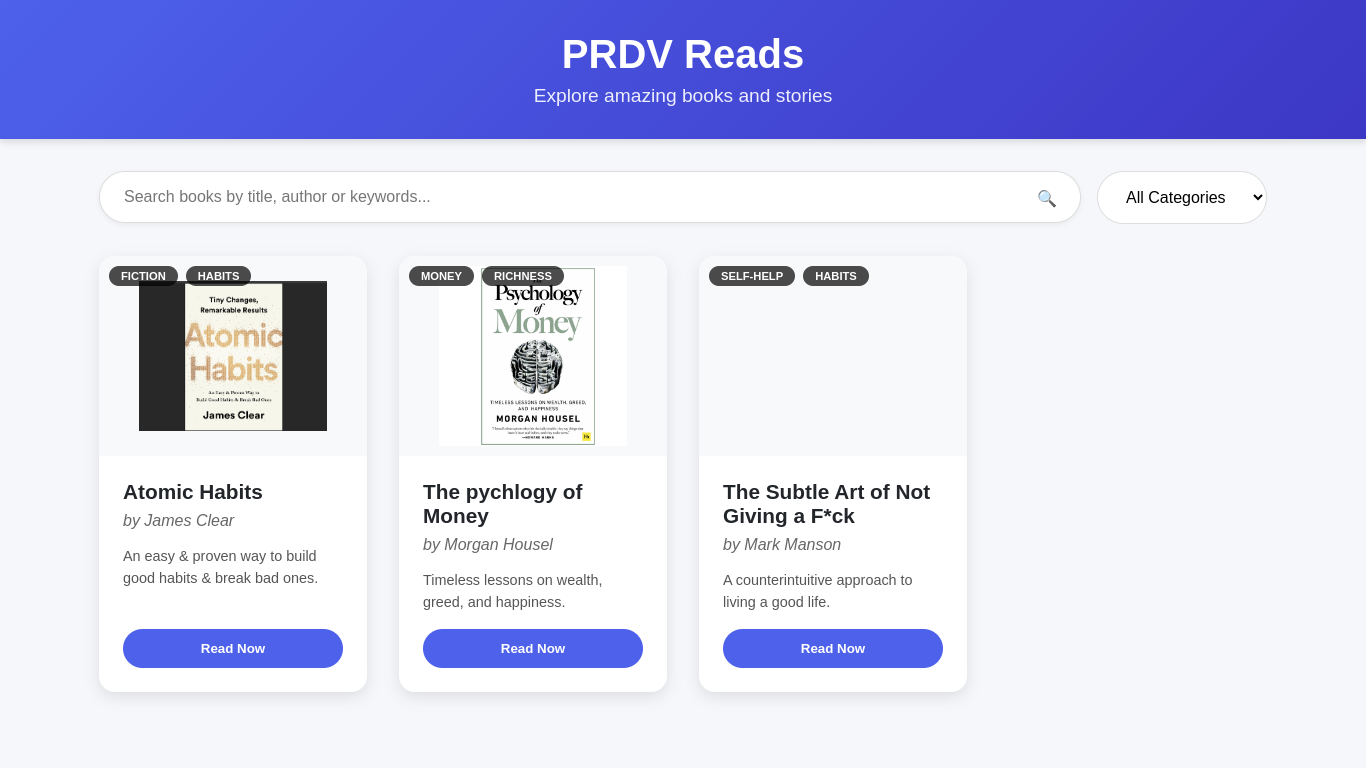 PRDV Reads
Explore amazing books and stories
Search books by title, author or keywords...
All Categories
FICTION HABITS
Tiny Changes,
Remarkable Results
Atomic
Habits
An Easy & Proven Way to
Build Good Habits & Break Bad Ones
James Clear
Atomic Habits
by James Clear
An easy & proven way to build
good habits & break bad ones.
Read Now
MONEY RICHNESS
Psychology
of
Money
TIMELESS LESSONS ON WEALTH, GREED,
AND HAPPINESS
MORGAN HOUSEL
The pychlogy of
Money
by Morgan Housel
Timeless lessons on wealth,
greed, and happiness.
Read Now
SELF-HELP HABITS
The Subtle Art of Not
Giving a F*ck
by Mark Manson
A counterintuitive approach to
living a good life.
Read Now